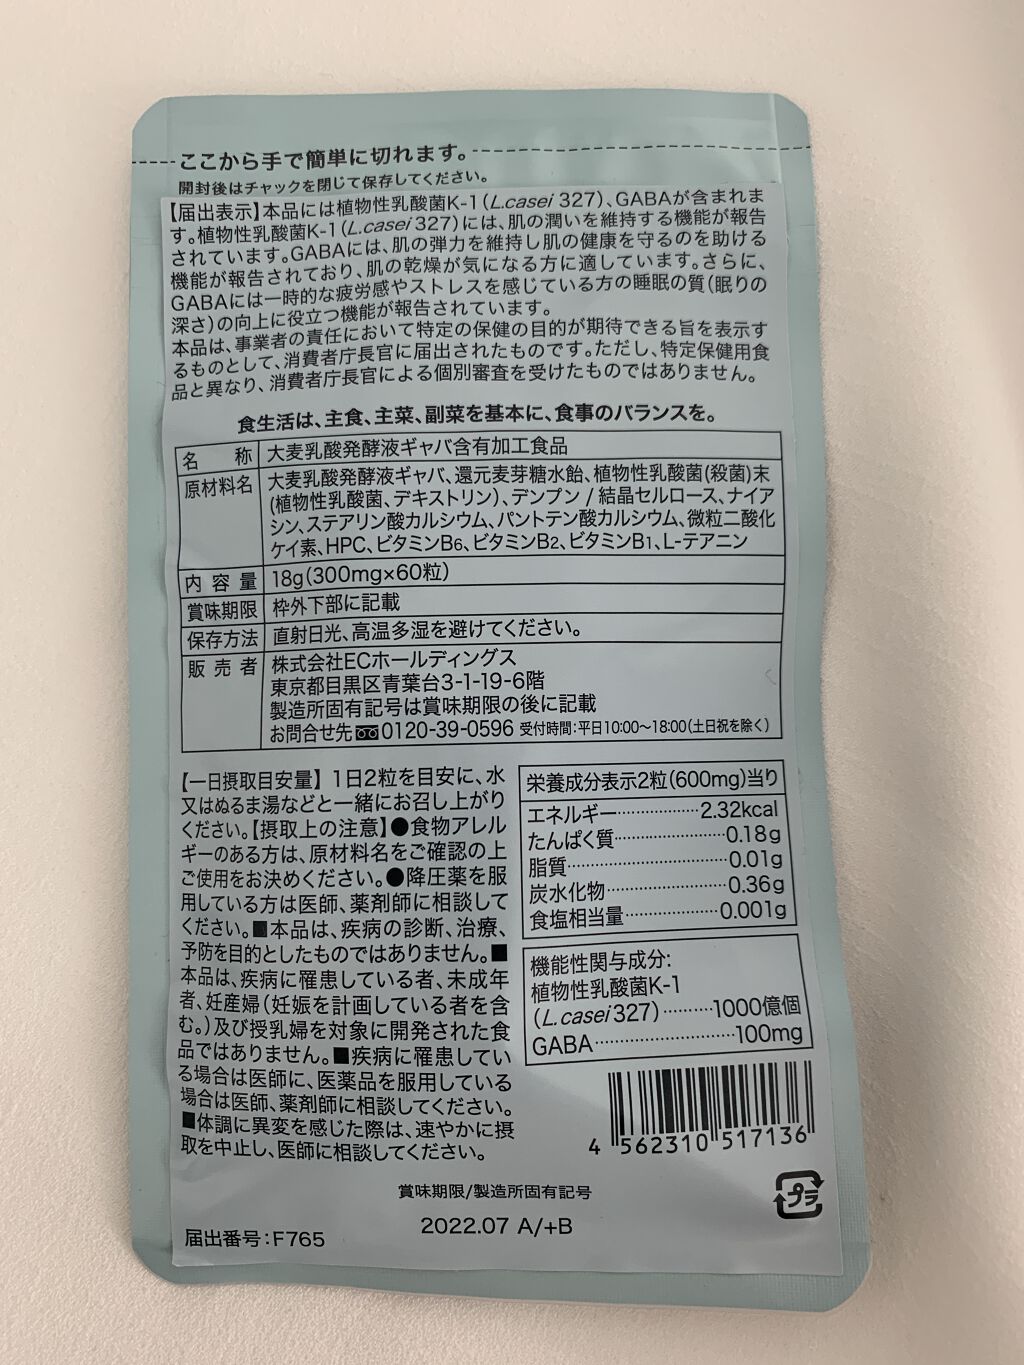 ここから手で簡単に切れます。
開封後はチャックを閉じて保存してください。
【届出表示】本品には植物性乳酸菌K-1(L.casei 327)、GABAが含まれま
す。植物性乳酸菌K-1(L.casei 327)には、肌の潤いを維持する機能が報告
されています。GABAには、肌の弾力を維持し肌の健康を守るのを助ける
機能が報告されており、肌の乾燥が気になる方に適しています。さらに、
GABAには一時的な疲労感やストレスを感じている方の睡眠の質(眠りの
深さ)の向上に役立つ機能が報告されています。
本品は、事業者の責任において特定の保健の目的が期待できる旨を表示す
るものとして、消費者庁長官に届出されたものです。ただし、特定保健用食
品と異なり、消費者庁長官による個別審査を受けたものではありません。
食生活は、主食、主菜、副菜を基本に、食事のバランスを。
名 称 大麦乳酸発酵液ギャバ含有加工食品
原材料名 大麦乳酸発酵液ギャバ、還元麦芽糖水飴、植物性乳酸菌(殺菌)末
(植物性乳酸菌、デキストリン)、デンプン / 結晶セルロース、ナイア
シン、ステアリン酸カルシウム、パントテン酸カルシウム、微粒二酸化
ケイ素、HPC、ビタミンB6、ビタミンB2、ビタミンB1、L-テアニン
内 容 量 18g(300mg×60粒)
賞味期限 枠外下部に記載
保存方法 直射日光、高温多湿を避けてください。
販 売 者 株式会社ECホールディングス
東京都目黒区青葉台3-1-19-6階
製造所固有記号は賞味期限の後に記載
お問合せ先 0120-39-0596 受付時間:平日10:00〜18:00(土日祝を除く)
【一日摂取目安量】 1日2粒を目安に、水
又はぬるま湯などと一緒にお召し上がり
ください。【摂取上の注意】●食物アレル
ギーのある方は、原材料名をご確認の上
ご使用をお決めください。●降圧薬を服
用している方は医師、薬剤師に相談して
ください。■本品は、疾病の診断、治療、
予防を目的としたものではありません。■
本品は、疾病に罹患している者、未成年
者、妊産婦(妊娠を計画している者を含
む。)及び授乳婦を対象に開発された食
品ではありません。■疾病に罹患してい
る場合は医師に、医薬品を服用している
場合は医師、薬剤師に相談してください。
■体調に異変を感じた際は、速やかに摂
取を中止し、医師に相談してください。
栄養成分表示2粒(600mg)当り
エネルギー…………2.32kcal
たんぱく質……………0.18g
脂質……………………0.01g
炭水化物………………0.36g
食塩相当量…………0.001g
機能性関与成分:
植物性乳酸菌K-1
(L.casei 327)………1000億個
GABA……………………100mg
4 562310 517136
プラ
賞味期限/製造所固有記号
2022.07 A/+B
届出番号:F765